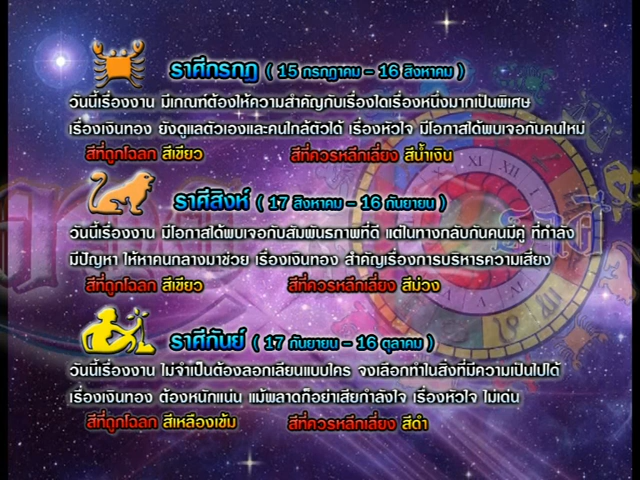 ราศีกรกฎ ( 15 กรกฎาคม - 16 สิงหาคม )
วันนี้เรื่องงาน มีเกณฑ์ต้องให้ความสำคัญกับเรื่องใดเรื่องหนึ่งมากเป็นพิเศษ
เรื่องเงินทอง ยังดูแลตัวเองและคนใกล้ตัวได้ เรื่องหัวใจ มีโอกาสได้พบเจอกับคนใหม่
สีที่ถูกโฉลก สีเขียว สีที่ควรหลีกเลี่ยง สีน้ำเงิน
ราศีสิงห์ ( 17 สิงหาคม - 16 กันยายน )
วันนี้เรื่องงาน มีโอกาสได้พบเจอกับสัมพันธภาพที่ดี แต่ในทางกลับกันคนมีคู่ ที่กำลัง
มีปัญหา ให้หาคนกลางมาช่วย เรื่องเงินทอง สำคัญเรื่องการบริหารความเสี่ยง
สีที่ถูกโฉลก สีเขียว สีที่ควรหลีกเลี่ยง สีม่วง
ราศีกันย์ ( 17 กันยายน - 16 ตุลาคม )
วันนี้เรื่องงาน ไม่จำเป็นต้องลอกเลียนแบบใคร จงเลือกทำในสิ่งที่มีความเป็นไปได้
เรื่องเงินทอง ต้องหนักแน่น แม้พลาดก็อย่าเสียกำลังใจ เรื่องหัวใจ ไม่เด่น
สีที่ถูกโฉลก สีเหลืองเข้ม สีที่ควรหลีกเลี่ยง สีดำ